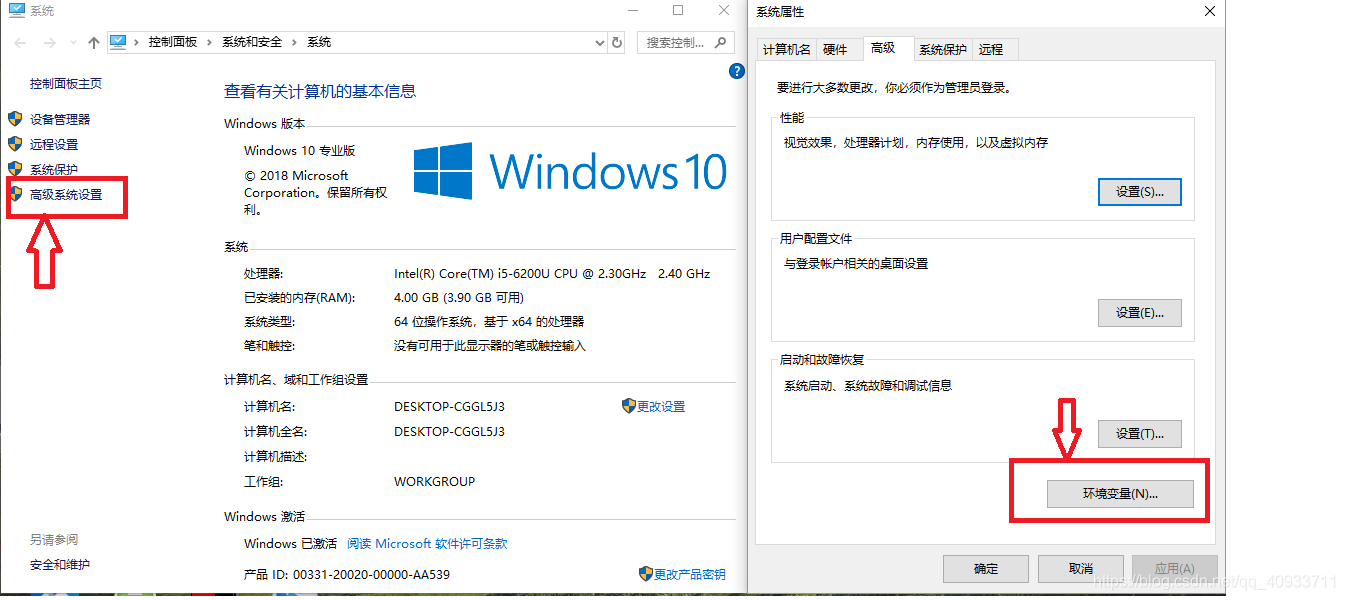 系统
控制面板 › 系统和安全 › 系统
搜索控制...
控制面板主页
设备管理器
远程设置
系统保护
高级系统设置
另请参阅
安全和维护
查看有关计算机的基本信息
Windows 版本
Windows 10 专业版
© 2018 Microsoft
Corporation。保留所有权
利。
Windows 10
系统
处理器: Intel(R) Core(TM) i5-6200U CPU @ 2.30GHz 2.40 GHz
已安装的内存(RAM): 4.00 GB (3.90 GB 可用)
系统类型: 64 位操作系统，基于 x64 的处理器
笔和触控: 没有可用于此显示器的笔或触控输入
计算机名、域和工作组设置
计算机名: DESKTOP-CGGL5J3 更改设置
计算机全名: DESKTOP-CGGL5J3
计算机描述:
工作组: WORKGROUP
Windows 激活
Windows 已激活 阅读 Microsoft 软件许可条款
产品 ID: 00331-20020-00000-AA539 更改产品密钥
系统属性
计算机名 硬件 高级 系统保护 远程
要进行大多数更改，你必须作为管理员登录。
性能
视觉效果，处理器计划，内存使用，以及虚拟内存
设置(S)...
用户配置文件
与登录帐户相关的桌面设置
设置(E)...
启动和故障恢复
系统启动、系统故障和调试信息
设置(T)...
环境变量(N)...
确定 取消 应用(A)
https://blog.csdn.net/qq_40933711